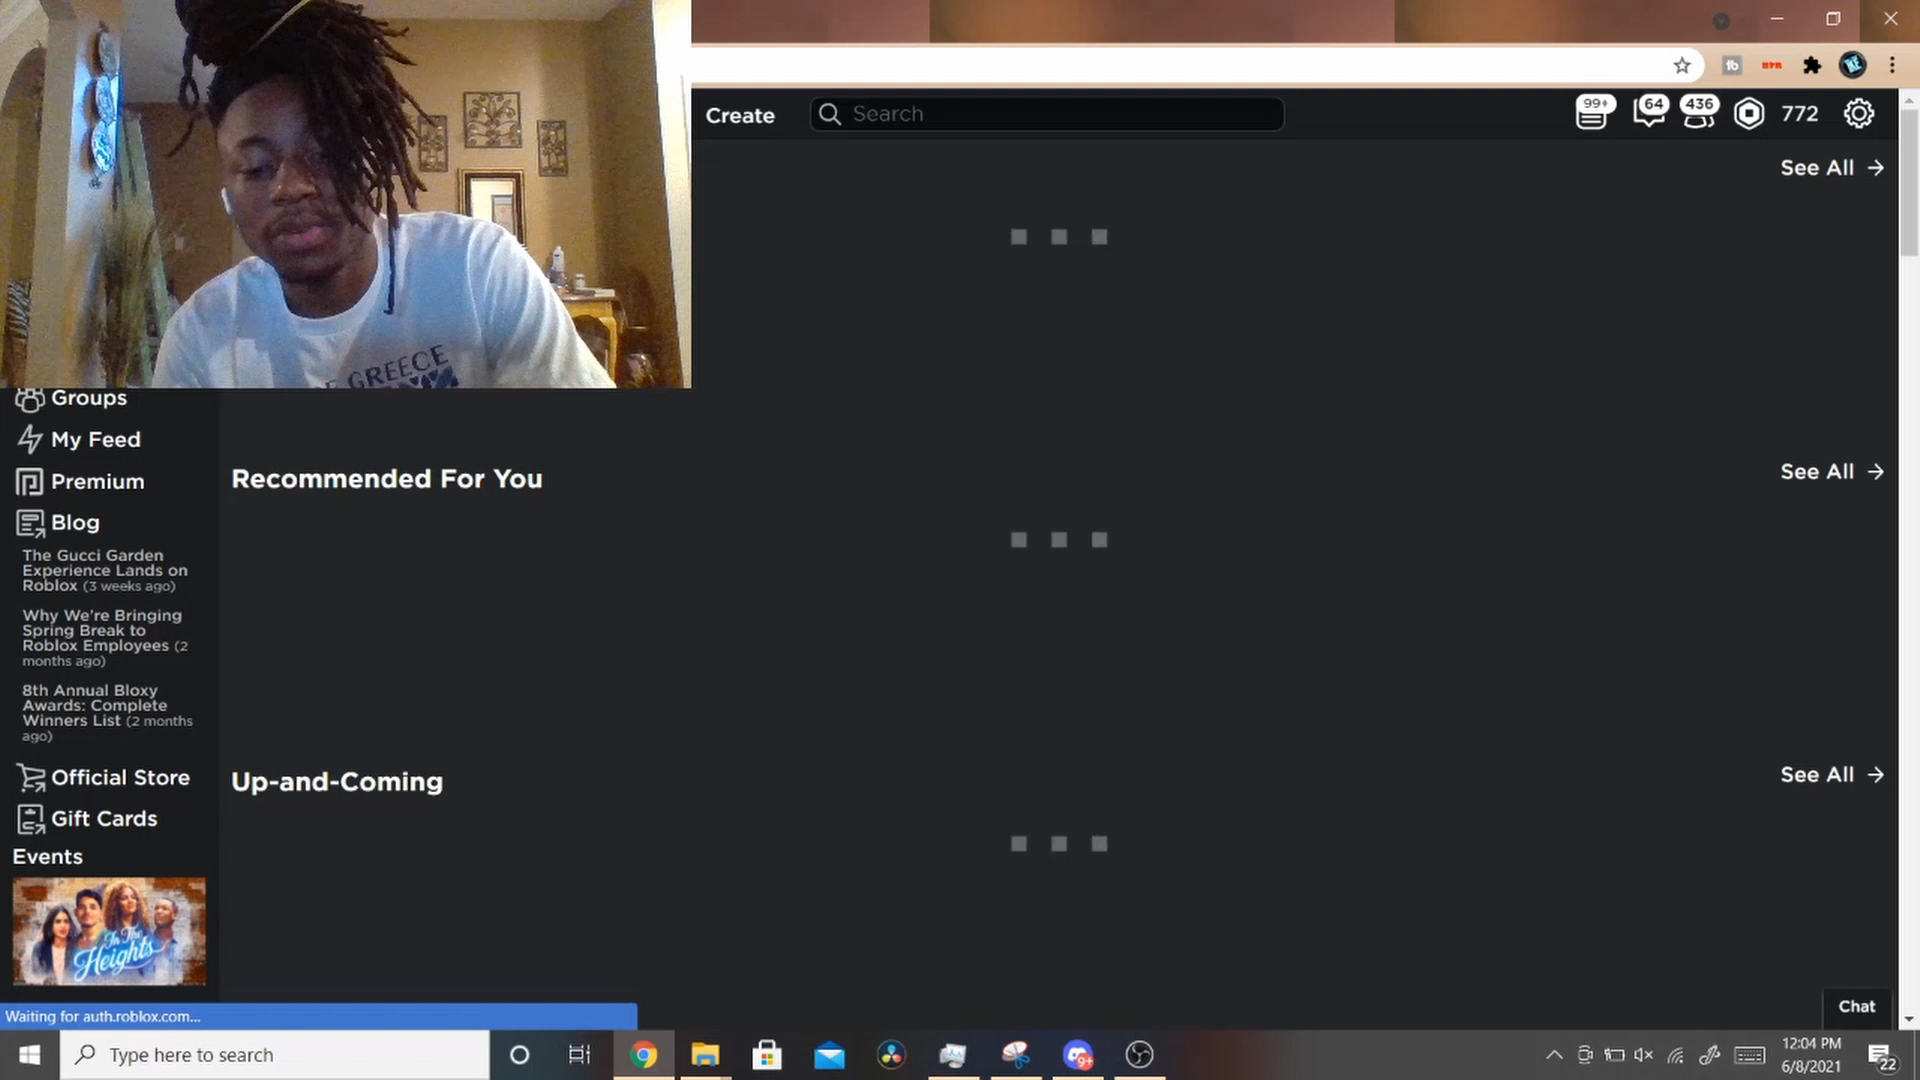 GREECE
Create
Search
99+
64
436
772
See All
Groups
My Feed
Premium
Blog
The Gucci Garden
Experience Lands on
Roblox (3 weeks ago)
Why We're Bringing
Spring Break to
Roblox Employees (2
months ago)
8th Annual Bloxy
Awards: Complete
Winners List (2 months
ago)
Official Store
Gift Cards
Events
In The
Heights
Recommended For You
See All
Up-and-Coming
See All
Chat
Waiting for auth.roblox.com...
Type here to search
9+
12:04 PM
6/8/2021
22